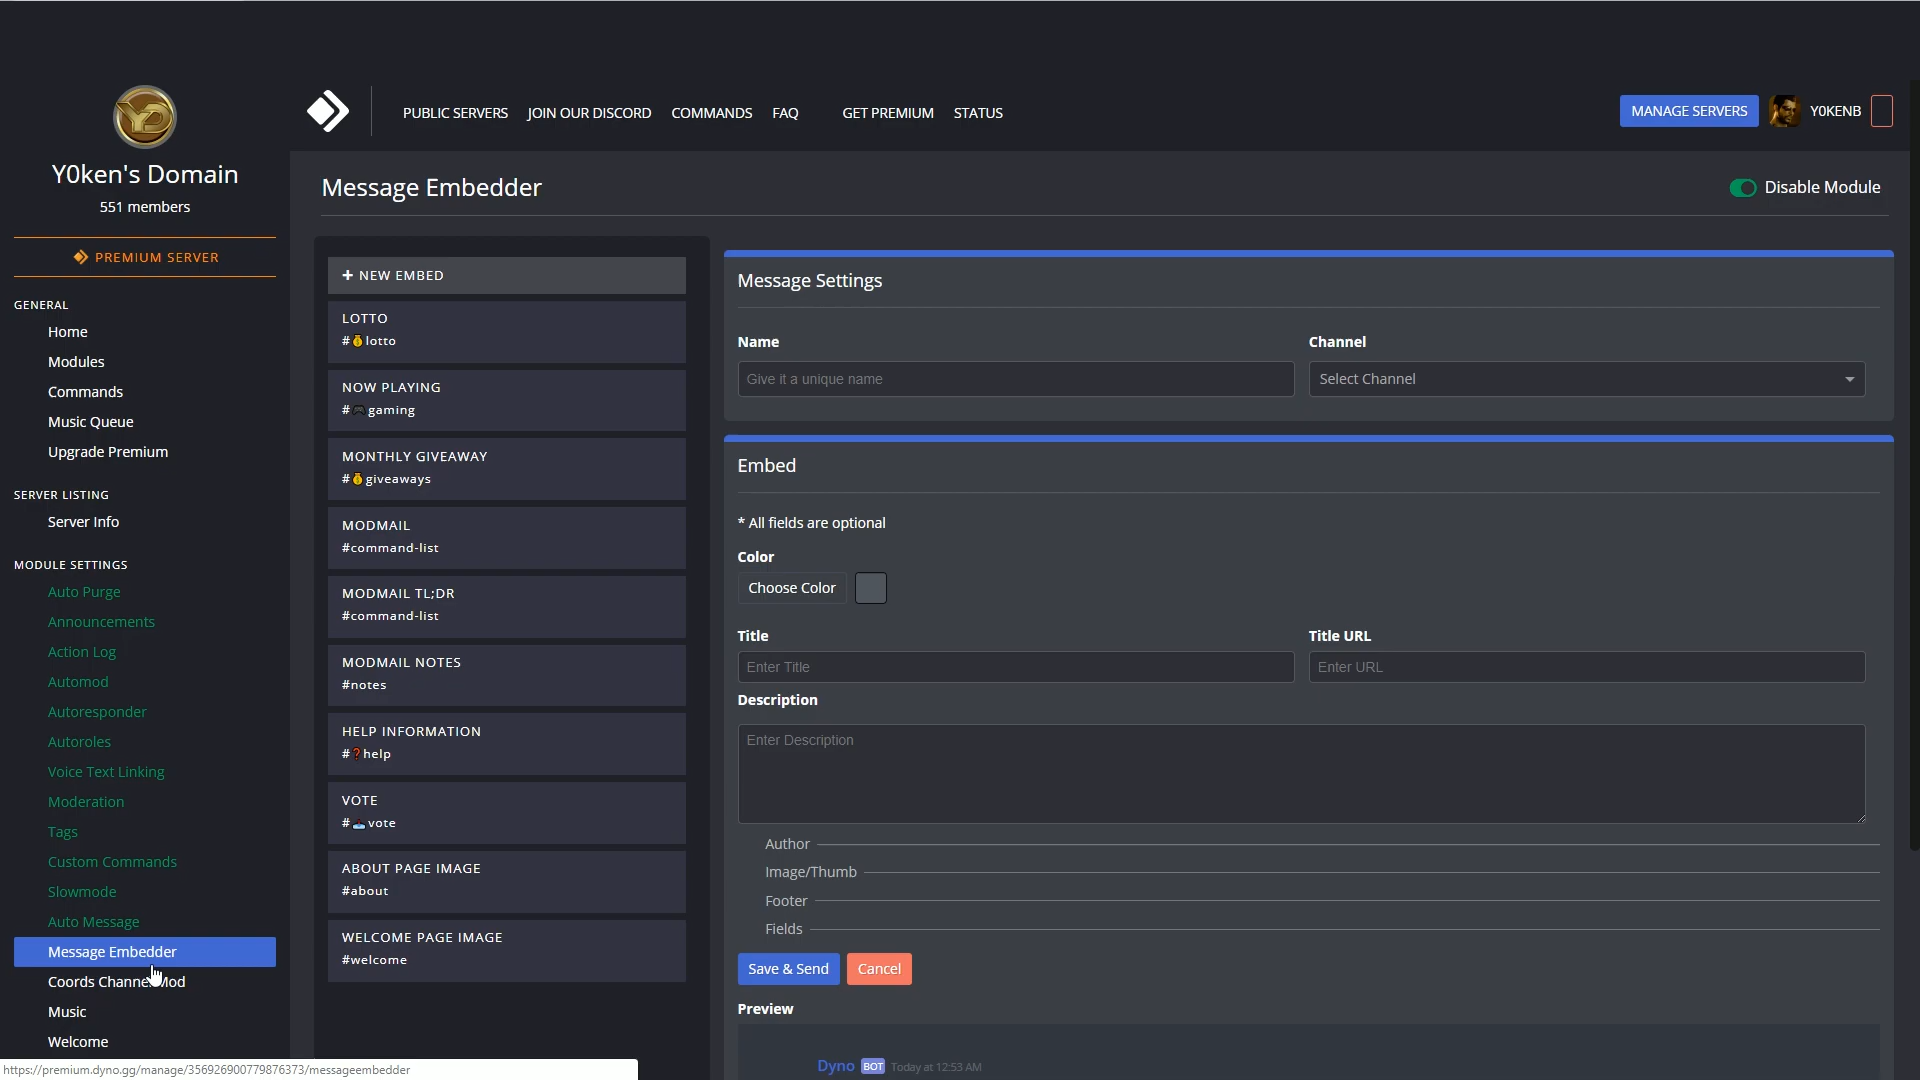 Y0ken's Domain
551 members
PREMIUM SERVER
GENERAL
Home
Modules
Commands
Music Queue
Upgrade Premium
SERVER LISTING
Server Info
MODULE SETTINGS
Auto Purge
Announcements
Action Log
Automod
Autoresponder
Autoroles
Voice Text Linking
Moderation
Tags
Custom Commands
Slowmode
Auto Message
Message Embedder
Coords Channel Mod
Music
Welcome
https://premium.dyno.gg/manage/356926900779876373/messageembedder
PUBLIC SERVERS JOIN OUR DISCORD COMMANDS FAQ GET PREMIUM STATUS
MANAGE SERVERS Y0KENB
Message Embedder
Disable Module
+ NEW EMBED
LOTTO
#💰lotto
NOW PLAYING
#🎮gaming
MONTHLY GIVEAWAY
#💰giveaways
MODMAIL
#command-list
MODMAIL TL;DR
#command-list
MODMAIL NOTES
#notes
HELP INFORMATION
#❓help
VOTE
#🗳vote
ABOUT PAGE IMAGE
#about
WELCOME PAGE IMAGE
#welcome
Message Settings
Name Channel
Give it a unique name Select Channel
Embed
* All fields are optional
Color
Choose Color
Title Title URL
Enter Title Enter URL
Description
Enter Description
Author
Image/Thumb
Footer
Fields
Save & Send Cancel
Preview
Dyno BOT Today at 12:53 AM